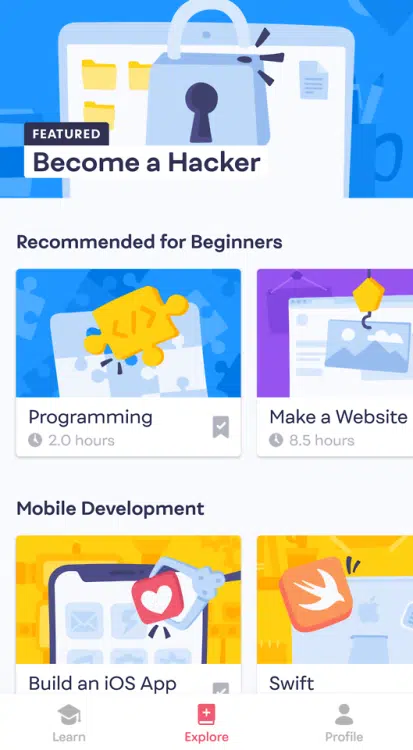 FEATURED
Become a Hacker
Recommended for Beginners
</>
Programming
2.0 hours
Make a Website
8.5 hours
Mobile Development
Build an iOS App
Swift
Learn
Explore
Profile